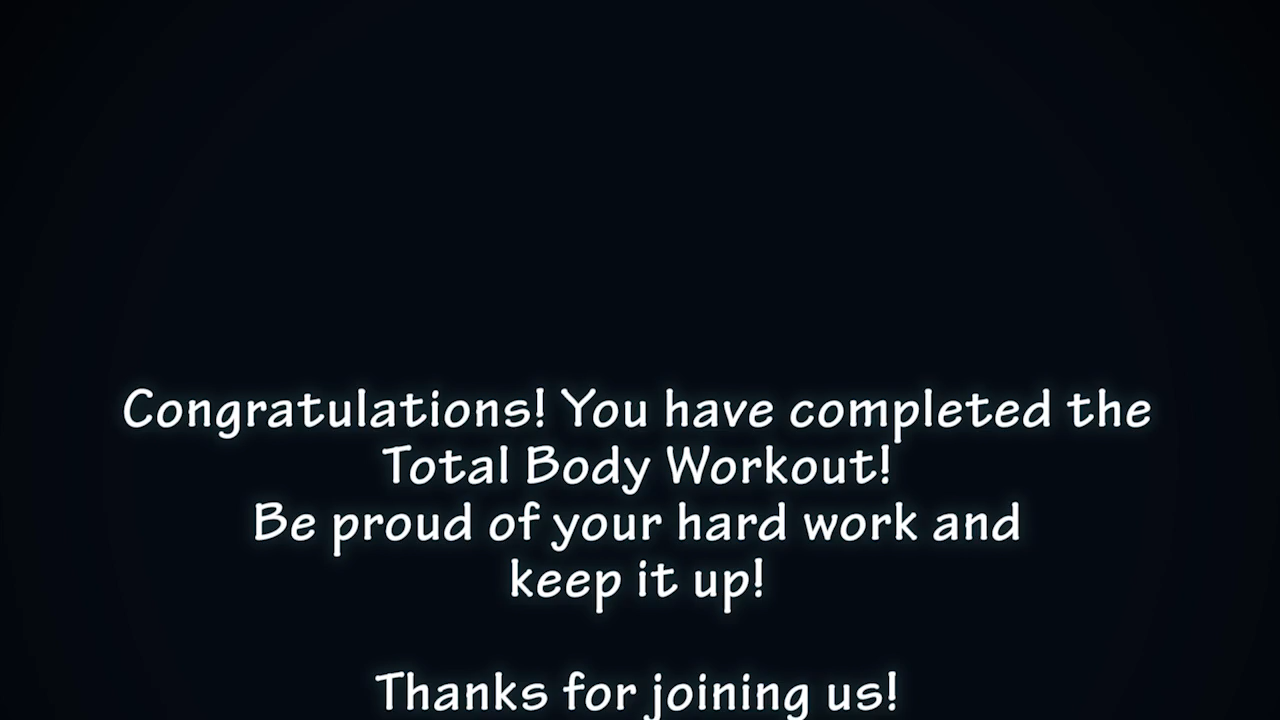 Congratulations! You have completed the
Total Body Workout!
Be proud of your hard work and
keep it up!
Thanks for joining us!